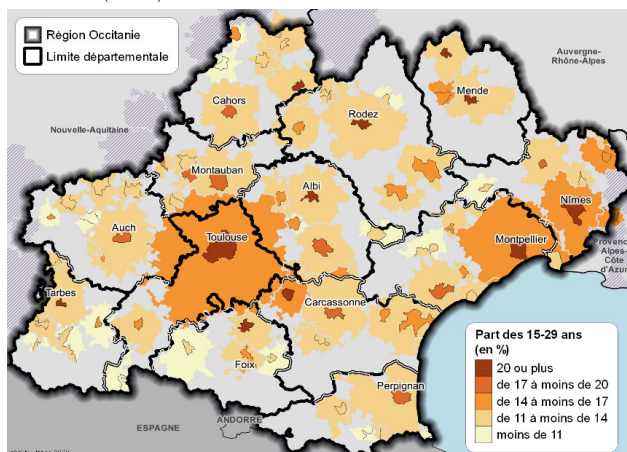 Région Occitanie
Limite départementale
Auvergne-
Rhône-Alpes
Nouvelle-Aquitaine
Cahors
Mende
Rodez
Montauban
Albi
Nîmes
Auch
Toulouse
Montpellier
Alpes-
Côte
d'Azur
Tarbes
Carcassonne
Foix
Perpignan
ESPAGNE
ANDORRE
Part des 15-29 ans
(en %)
20 ou plus
de 17 à moins de 20
de 14 à moins de 17
de 11 à moins de 14
moins de 11